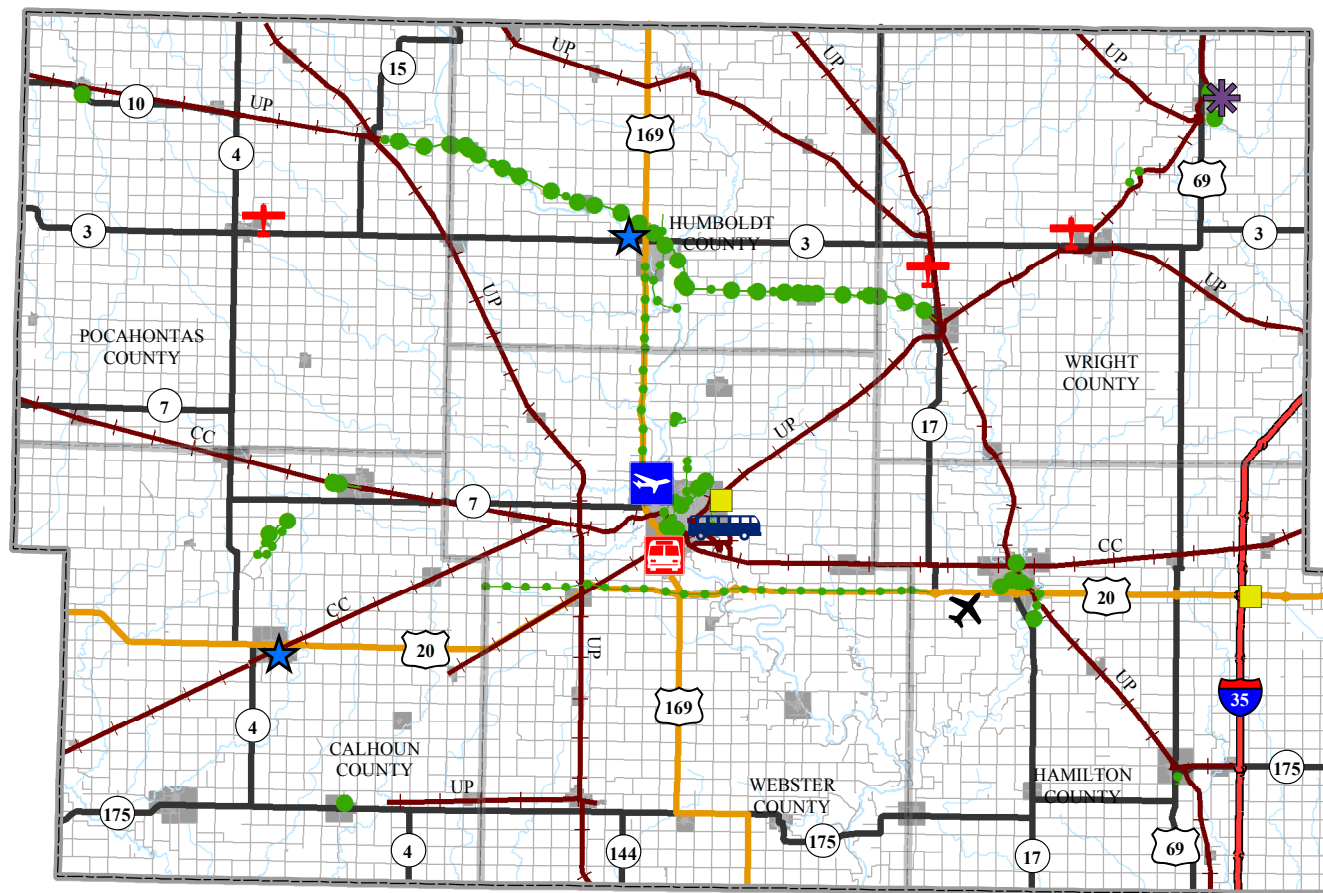 15
UP
UP
UP
10
UP
169
4
69
HUMBOLDT
COUNTY
3
3
3
UP
UP
POCAHONTAS
COUNTY
WRIGHT
COUNTY
7
UP
17
CC
7
CC
CC
20
20
UP
UP
35
169
4
CALHOUN
COUNTY
UP
WEBSTER
COUNTY
HAMILTON
COUNTY
175
175
4
144
175
69
17